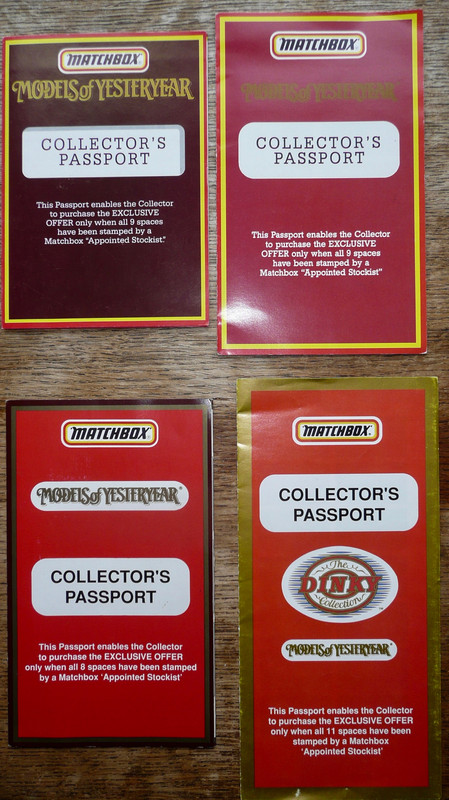 MATCHBOX
MODELS of YESTERYEAR
COLLECTOR'S
PASSPORT
This Passport enables the Collector
to purchase the EXCLUSIVE
OFFER only when all 9 spaces
have been stamped by a
Matchbox "Appointed Stockist."
MATCHBOX
MODELS of YESTERYEAR
COLLECTOR'S
PASSPORT
This Passport enables the Collector
to purchase the EXCLUSIVE
OFFER only when all 9 spaces
have been stamped by a
Matchbox "Appointed Stockist"
MATCHBOX
MODELS of YESTERYEAR®
COLLECTOR'S
PASSPORT
This Passport enables the Collector
to purchase the EXCLUSIVE OFFER
only when all 8 spaces have been stamped
by a Matchbox 'Appointed Stockist'
MATCHBOX
COLLECTOR'S
PASSPORT
The
DINKY
Collection
MODELS of YESTERYEAR®
This Passport enables the Collector
to purchase the EXCLUSIVE OFFER
only when all 11 spaces have been
stamped by a Matchbox
'Appointed Stockist'